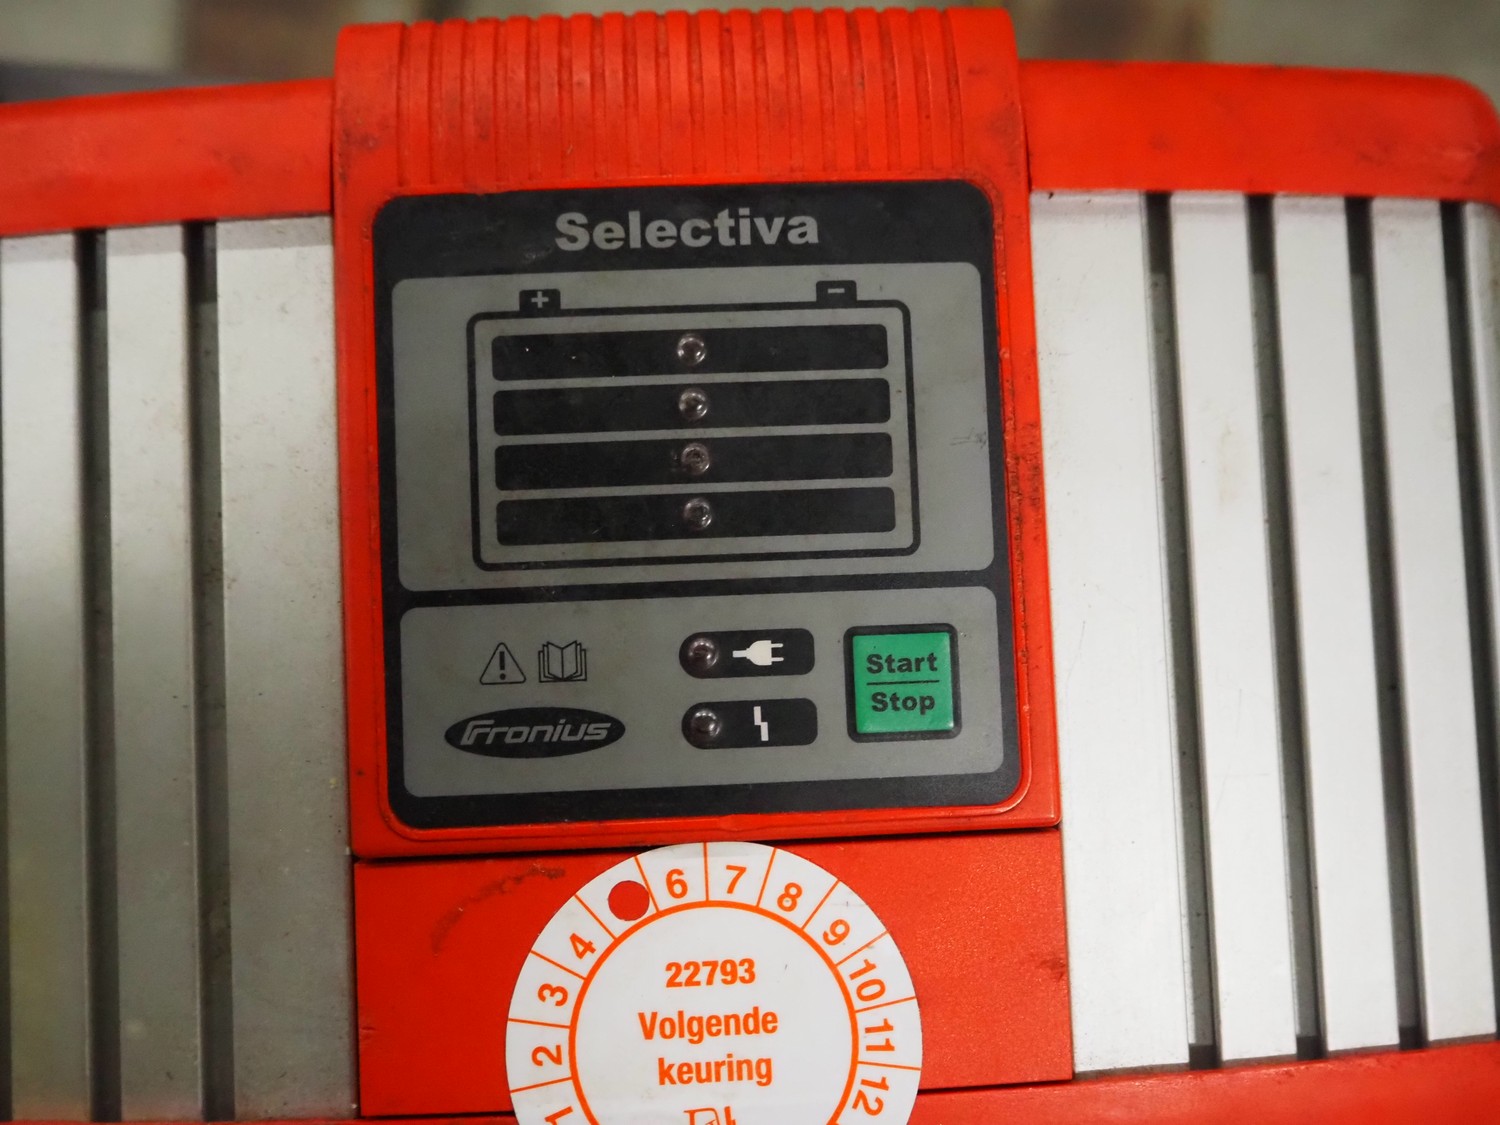 Selectiva
+ −
Fronius
Start
Stop
1 2 3 4 6 7 8 9 10 11 12
22793
Volgende
keuring